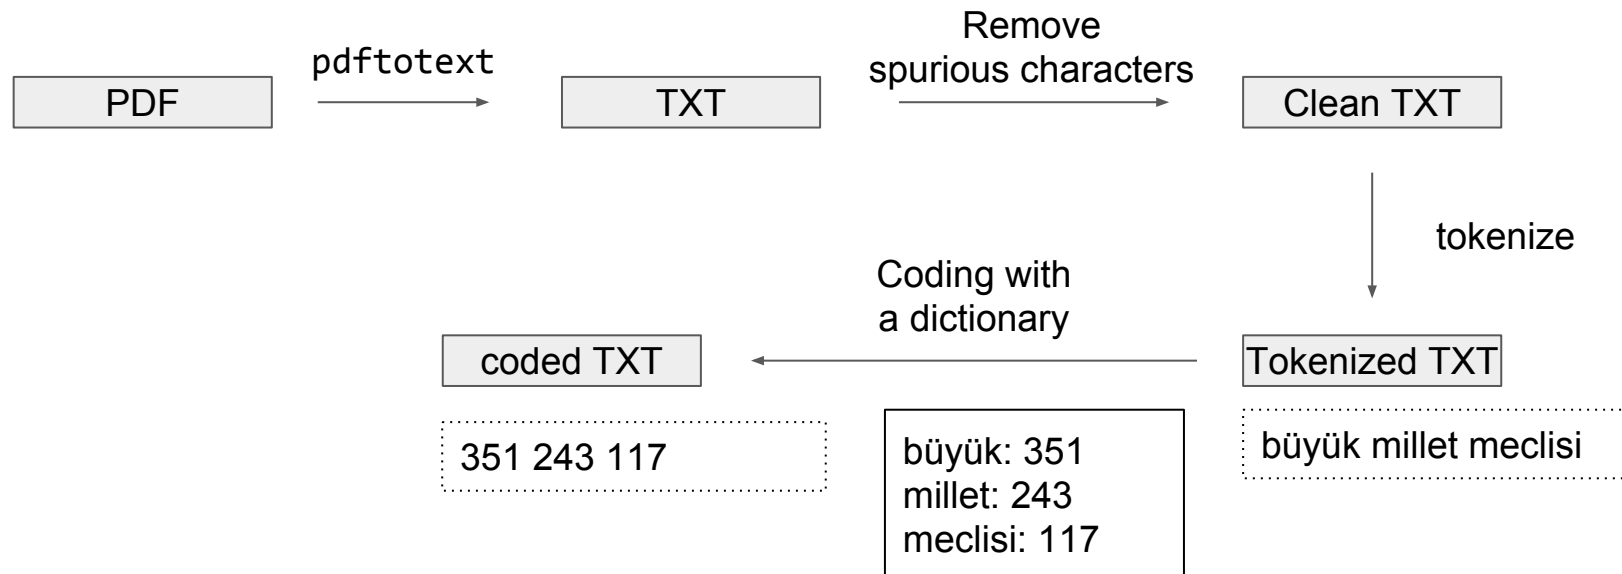 PDF
pdftotext
TXT
Remove
spurious characters
Clean TXT
tokenize
Tokenized TXT
büyük millet meclisi
Coding with
a dictionary
büyük: 351
millet: 243
meclisi: 117
coded TXT
351 243 117